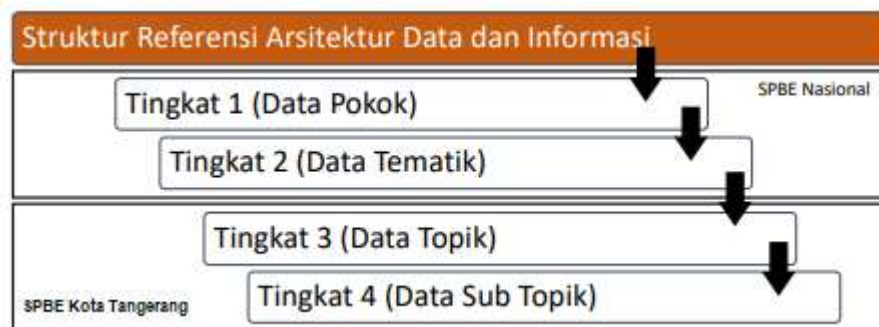 Struktur Referensi Arsitektur Data dan Informasi
SPBE Nasional
Tingkat 1 (Data Pokok)
Tingkat 2 (Data Tematik)
Tingkat 3 (Data Topik)
Tingkat 4 (Data Sub Topik)
SPBE Kota Tangerang